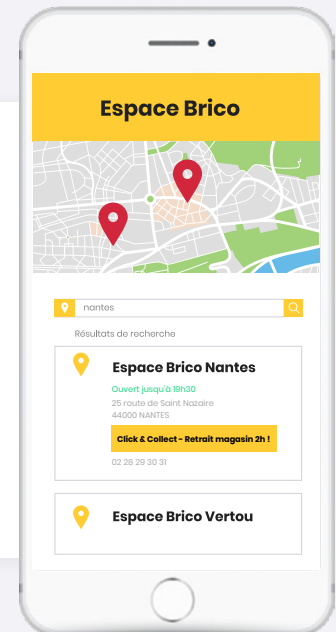 Espace Brico
nantes
Résultats de recherche
Espace Brico Nantes
Ouvert jusqu'à 19h30
25 route de Saint Nazaire
44000 NANTES
Click & Collect - Retrait magasin 2h !
02 28 29 30 31
Espace Brico Vertou